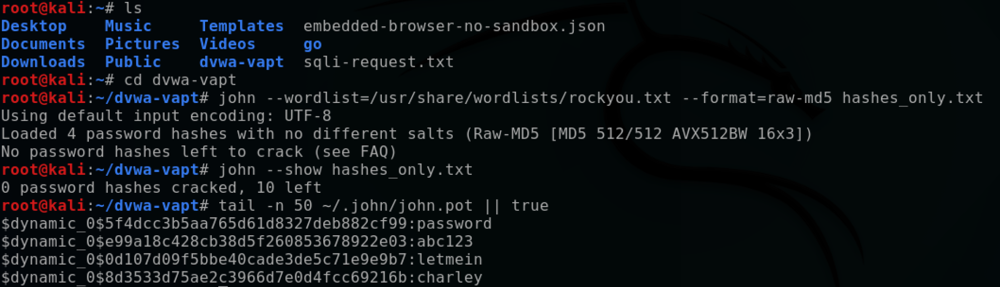 root@kali:~# ls
Desktop    Music     Templates  embedded-browser-no-sandbox.json
Documents  Pictures  Videos     go
Downloads  Public    dvwa-vapt  sqli-request.txt
root@kali:~# cd dvwa-vapt
root@kali:~/dvwa-vapt# john --wordlist=/usr/share/wordlists/rockyou.txt --format=raw-md5 hashes_only.txt
Using default input encoding: UTF-8
Loaded 4 password hashes with no different salts (Raw-MD5 [MD5 512/512 AVX512BW 16x3])
No password hashes left to crack (see FAQ)
root@kali:~/dvwa-vapt# john --show hashes_only.txt
0 password hashes cracked, 10 left
root@kali:~/dvwa-vapt# tail -n 50 ~/.john/john.pot || true
$dynamic_0$5f4dcc3b5aa765d61d8327deb882cf99:password
$dynamic_0$e99a18c428cb38d5f260853678922e03:abc123
$dynamic_0$0d107d09f5bbe40cade3de5c71e9e9b7:letmein
$dynamic_0$8d3533d75ae2c3966d7e0d4fcc69216b:charley